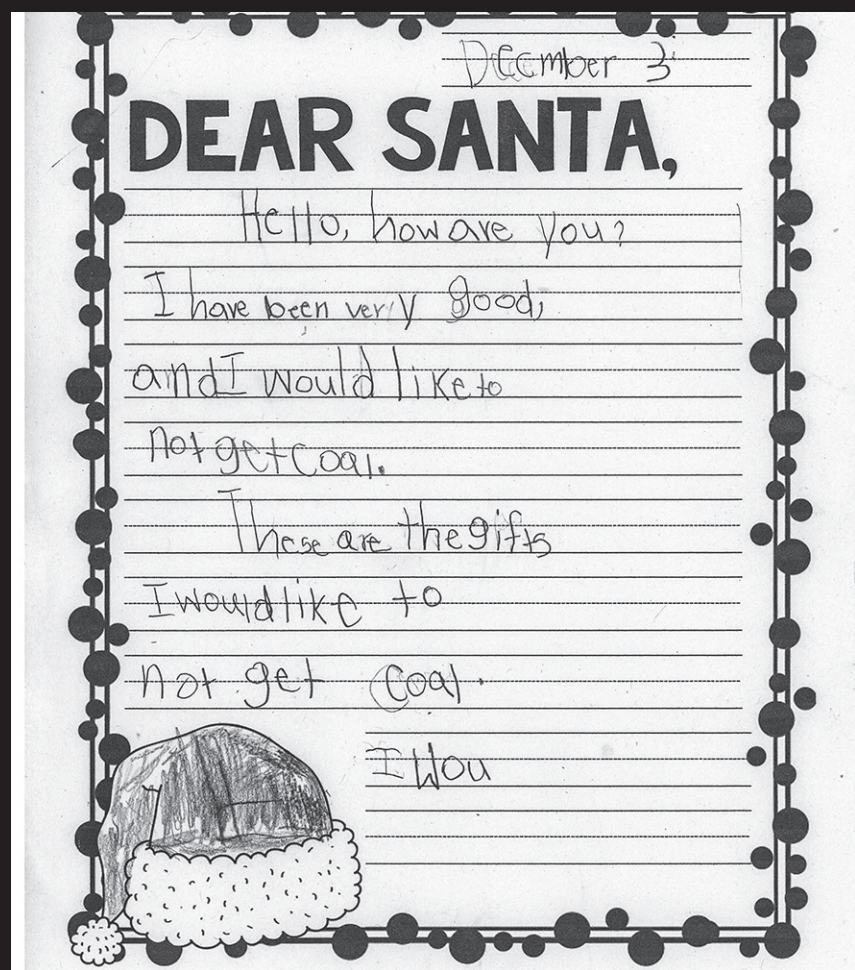 December 3
DEAR SANTA,
Hello, how are you?
I have been very good,
and I would like to
not get coal.
These are the gifts
I would like to
not get coal.
I Wou